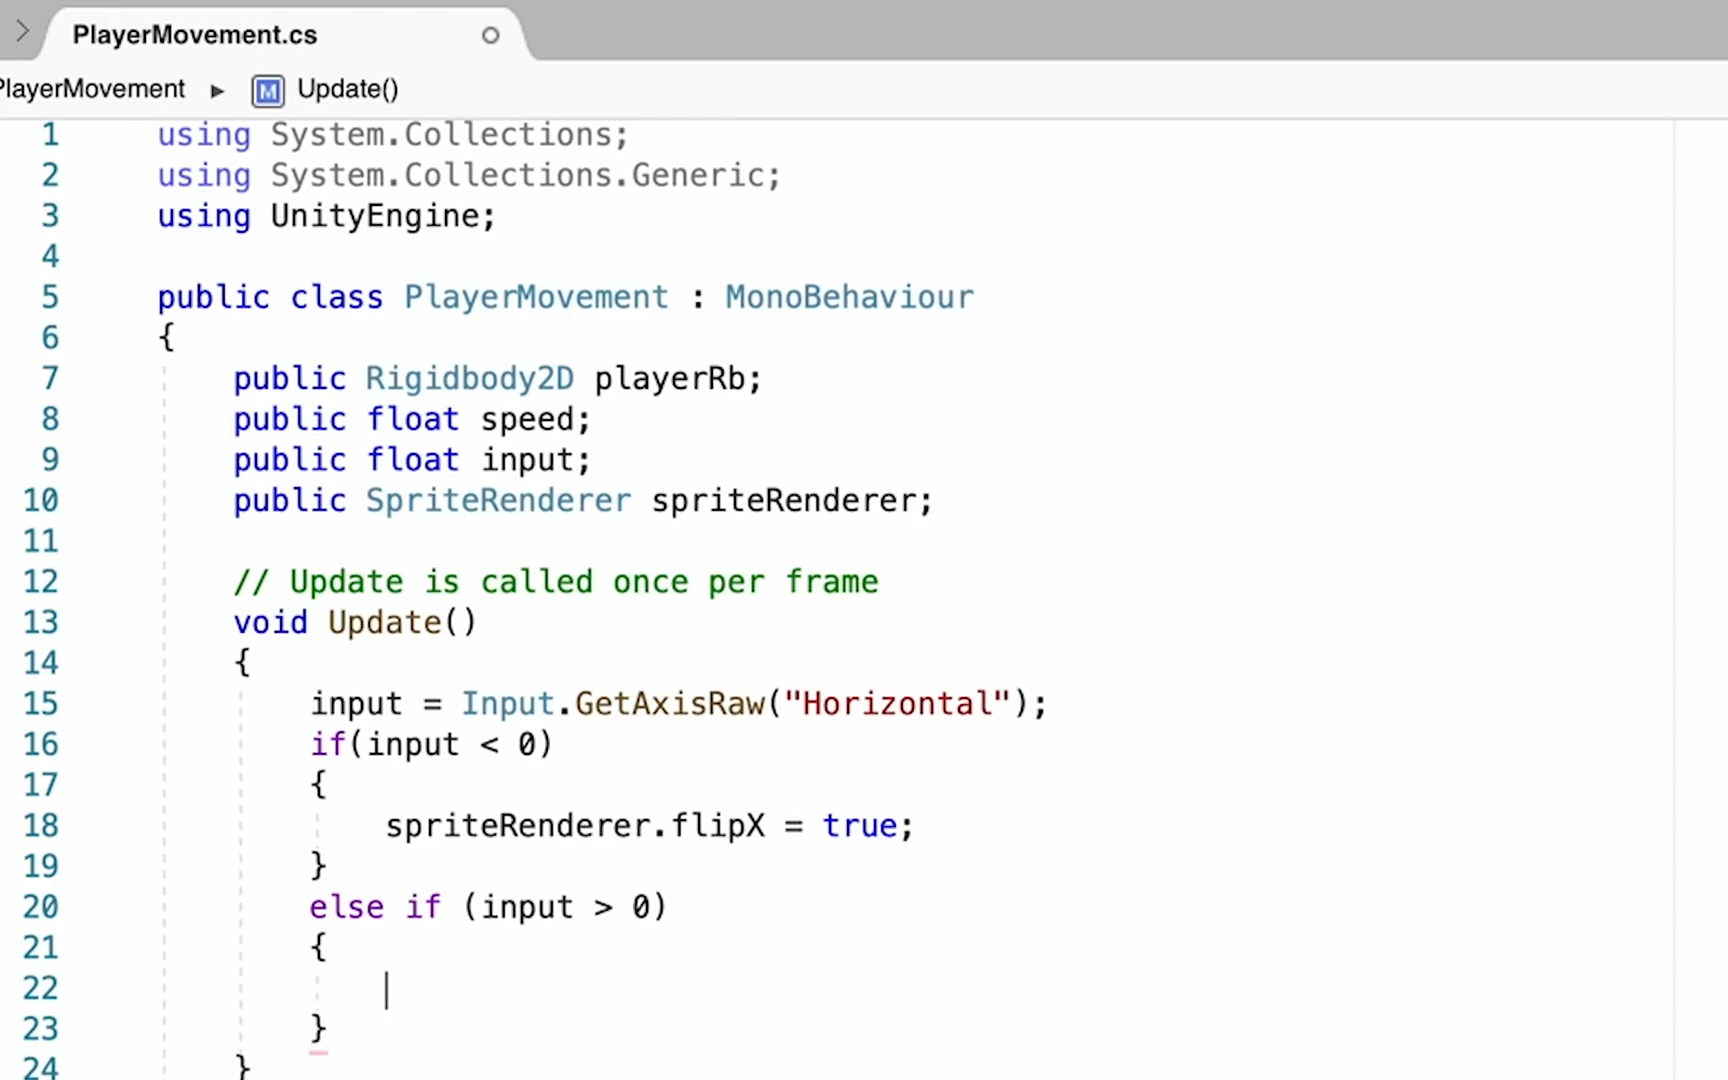 PlayerMovement.cs
PlayerMovement ▸ M Update()
1 using System.Collections;
2 using System.Collections.Generic;
3 using UnityEngine;
4
5 public class PlayerMovement : MonoBehaviour
6 {
7 public Rigidbody2D playerRb;
8 public float speed;
9 public float input;
10 public SpriteRenderer spriteRenderer;
11
12 // Update is called once per frame
13 void Update()
14 {
15 input = Input.GetAxisRaw("Horizontal");
16 if(input < 0)
17 {
18 spriteRenderer.flipX = true;
19 }
20 else if (input > 0)
21 {
22
23 }
24 }